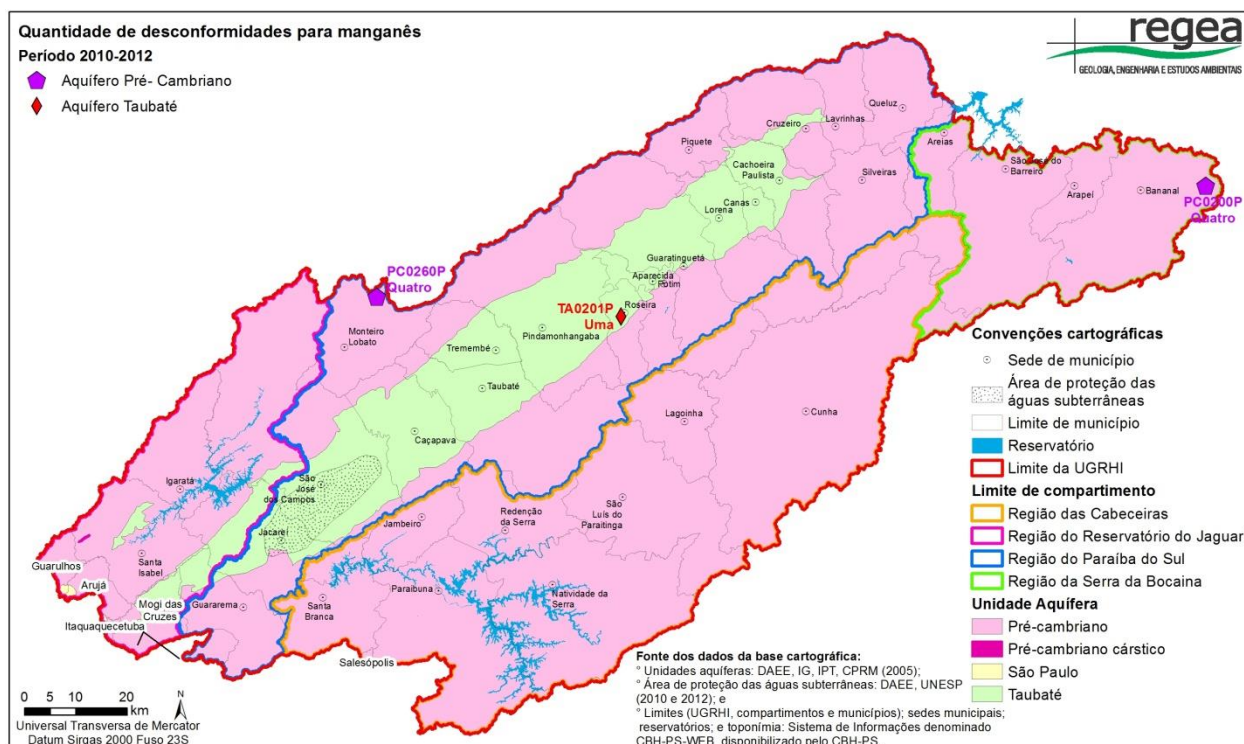 Quantidade de desconformidades para manganês
Período 2010-2012
Aquífero Pré- Cambriano
Aquífero Taubaté
regea
GEOLOGIA, ENGENHARIA E ESTUDOS AMBIENTAIS
Queluz
Lavrinhas
Cruzeiro
Piquete
Areias
São José do
Barreiro
Cachoeira
Paulista
Silveiras
Arapeí
Bananal
PC0200P
Quatro
Canas
Lorena
Guaratinguetá
PC0260P
Quatro
Aparecida
Potim
Roseira
TA0201P
Uma
Monteiro
Lobato
Pindamonhangaba
Tremembé
Taubaté
Lagoinha
Cunha
Caçapava
Igaratá
São
José
dos Campos
São
Luís do
Paraitinga
Redenção
da Serra
Jambeiro
Jacareí
Santa
Isabel
Guarulhos
Arujá
Paraibuna
Natividade
da Serra
Mogi das
Cruzes
Guararema
Santa
Branca
Itaquaquecetuba
Salesópolis
Convenções cartográficas
Sede de município
Área de proteção das
águas subterrâneas
Limite de município
Reservatório
Limite da UGRHI
Limite de compartimento
Região das Cabeceiras
Região do Reservatório do Jaguar
Região do Paraíba do Sul
Região da Serra da Bocaina
Unidade Aquífera
Pré-cambriano
Pré-cambriano cárstico
São Paulo
Taubaté
Fonte dos dados da base cartográfica:
° Unidades aquíferas: DAEE, IG, IPT, CPRM (2005);
° Área de proteção das águas subterrâneas: DAEE, UNESP
(2010 e 2012); e
° Limites (UGRHI, compartimentos e municípios); sedes municipais;
reservatórios; e toponímia: Sistema de Informações denominado
CBH-PS-WEB, disponibilizado pelo CBH-PS
0 5 10 20
km
N
Universal Transversa de Mercator
Datum Sirgas 2000 Fuso 23S